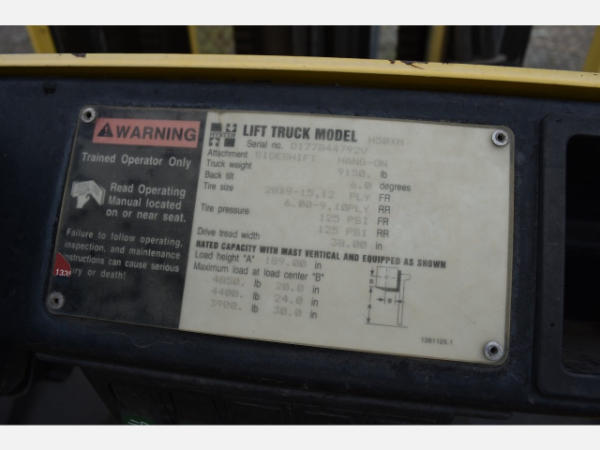 WARNING
Trained Operator Only
Read Operating
Manual located
on or near seat.
Failure to follow operating,
inspection, and maintenance
instructions can cause serious
injury or death!
HYSTER
LIFT TRUCK MODEL H50XM
Serial no. D177B44792V
Attachment SIDESHIFT HANG-ON
Truck weight 9150. lb
Back tilt 6.0 degrees
Tire size 28X9-15,12 PLY FR
6.00-9,10PLY RR
Tire pressure 125 PSI FR
125 PSI RR
Drive tread width 38.00 in
RATED CAPACITY WITH MAST VERTICAL AND EQUIPPED AS SHOWN
Load height "A" 189.00 in
Maximum load at load center "B"
4850. lb 20.0 in
4400. lb 24.0 in
3900. lb 30.0 in